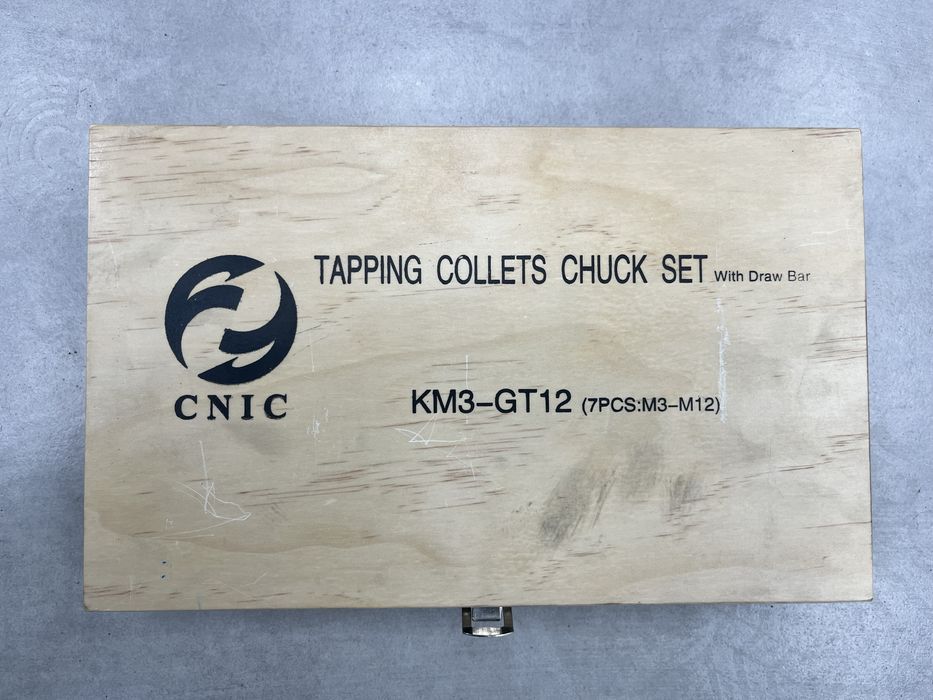 TAPPING COLLETS CHUCK SET With Draw Bar
CNIC
KM3-GT12 (7PCS:M3-M12)